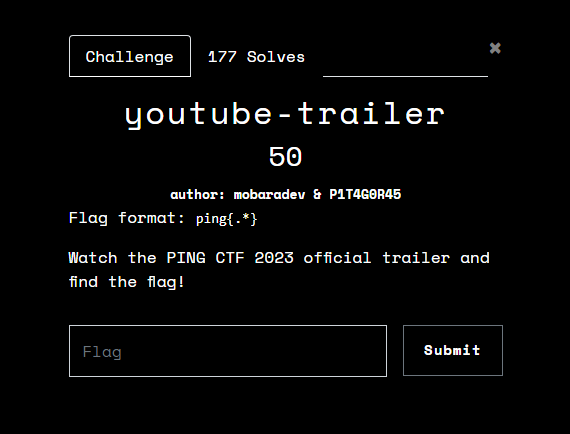 Challenge 177 Solves ✖
youtube-trailer
50
author: mobaradev & P1T4G0R45
Flag format: ping{.*}
Watch the PING CTF 2023 official trailer and
find the flag!
Flag Submit